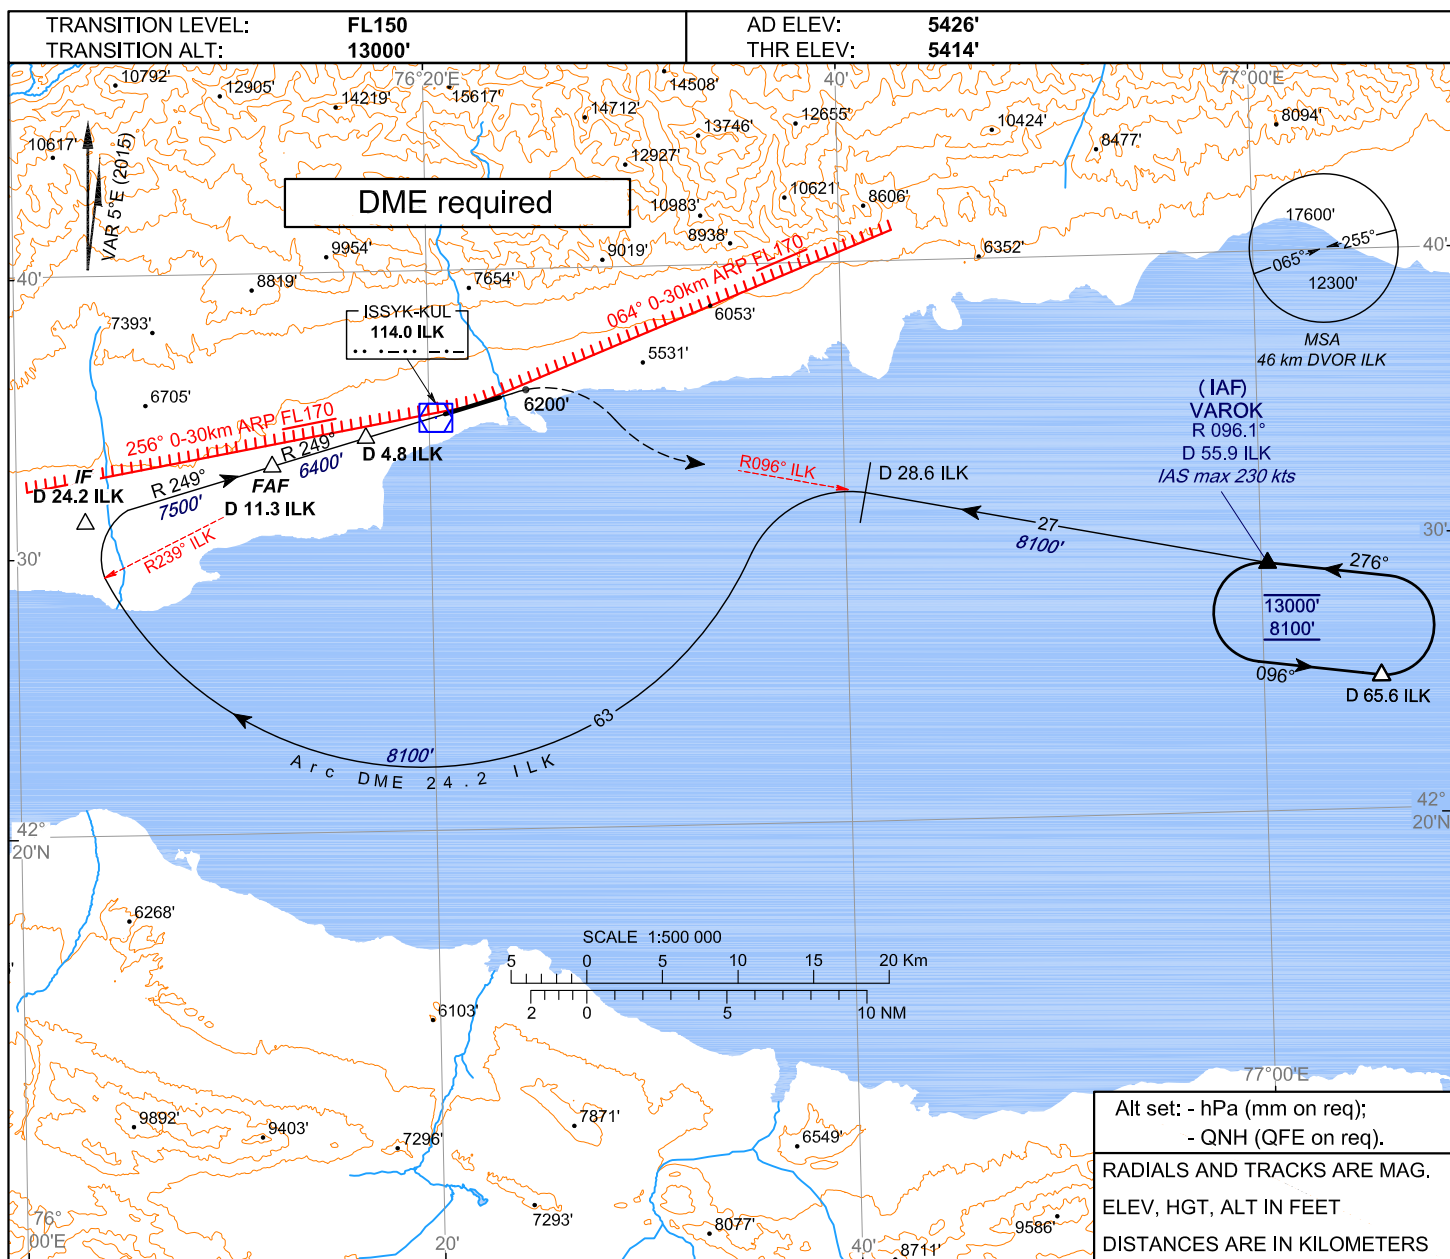 TRANSITION LEVEL: FL150
TRANSITION ALT: 13000'
AD ELEV: 5426'
THR ELEV: 5414'
76°20'E
40'
77°00'E
10792'
12905'
14219'
15617'
14712'
14508'
13746'
12655'
10424'
8477'
8094'
10617'
VAR 5°E (2015)
12927'
10621'
8606'
10983'
8938'
DME required
9954'
9019'
6352'
17600'
065°
255°
12300'
MSA
46 km DVOR ILK
40'
40'
8819'
7654'
7393'
6053'
5531'
6705'
064° 0-30km ARP FL170
ISSYK-KUL
114.0 ILK
256° 0-30km ARP FL170
6200'
(IAF)
VAROK
R 096.1°
D 55.9 ILK
IAS max 230 kts
IF
D 24.2 ILK
R 249°
7500'
R 249°
6400'
FAF
D 11.3 ILK
D 4.8 ILK
R239° ILK
R096° ILK
D 28.6 ILK
27
8100'
30'
30'
276°
13000'
8100'
096°
D 65.6 ILK
63
8100'
Arc DME 24.2 ILK
42°
20'N
42°
20'N
6268'
SCALE 1:500 000
5 0 5 10 15 20 Km
2 0 5 10 NM
6103'
9892'
9403'
7296'
7871'
6549'
7293'
8077'
8711'
9586'
77°00'E
76°
00'E
20'
40'
Alt set: - hPa (mm on req);
- QNH (QFE on req).
RADIALS AND TRACKS ARE MAG.
ELEV, HGT, ALT IN FEET
DISTANCES ARE IN KILOMETERS